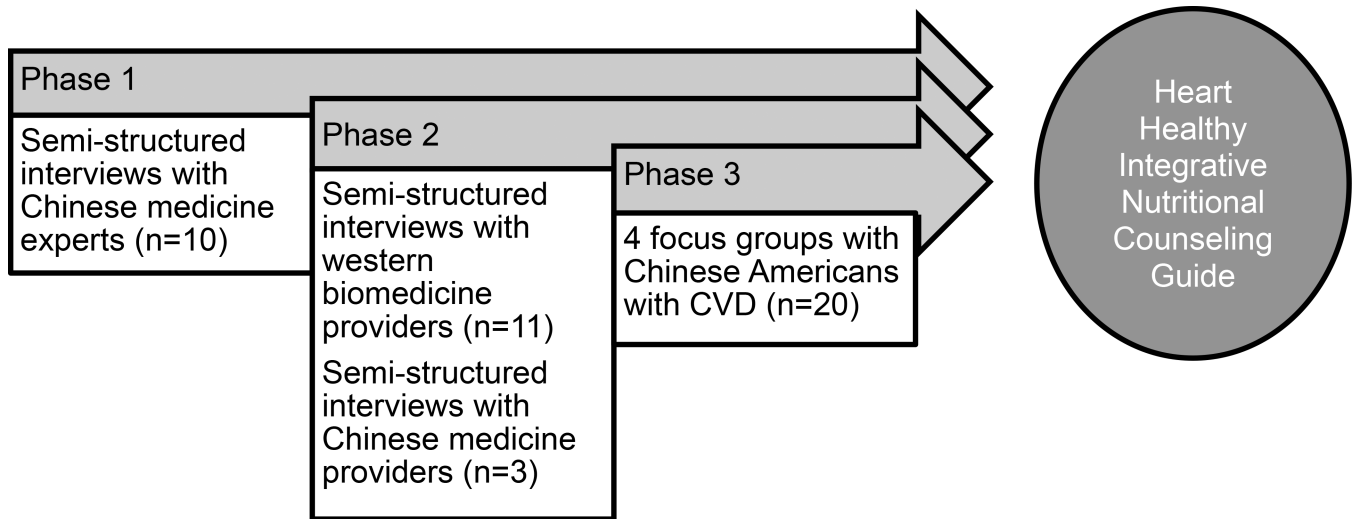 Phase 1
Semi-structured
interviews with
Chinese medicine
experts (n=10)
Phase 2
Semi-structured
interviews with
western
biomedicine
providers (n=11)
Semi-structured
interviews with
Chinese medicine
providers (n=3)
Phase 3
4 focus groups with
Chinese Americans
with CVD (n=20)
Heart
Healthy
Integrative
Nutritional
Counseling
Guide